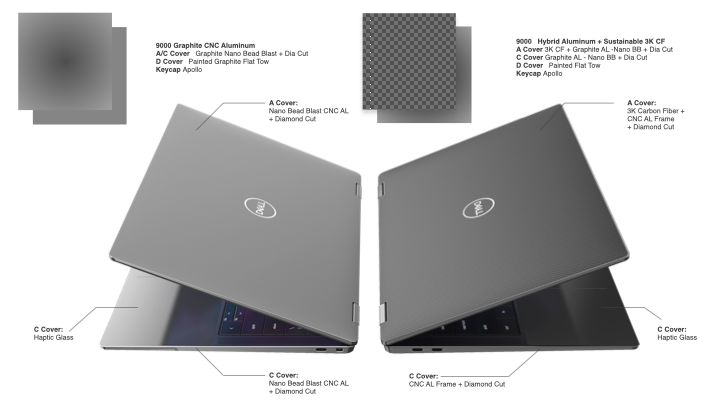 9000 Graphite CNC Aluminum
A/C Cover Graphite Nano Bead Blast + Dia Cut
D Cover Painted Graphite Flat Tow
Keycap Apollo
9000 Hybrid Aluminum + Sustainable 3K CF
A Cover 3K CF + Graphite AL -Nano BB + Dia Cut
C Cover Graphite AL - Nano BB + Dia Cut
D Cover Painted Flat Tow
Keycap Apollo
A Cover:
Nano Bead Blast CNC AL
+ Diamond Cut
A Cover:
3K Carbon Fiber +
CNC AL Frame
+ Diamond Cut
DELL
DELL
C Cover:
Haptic Glass
C Cover:
Haptic Glass
C Cover:
Nano Bead Blast CNC AL
+ Diamond Cut
C Cover:
CNC AL Frame + Diamond Cut